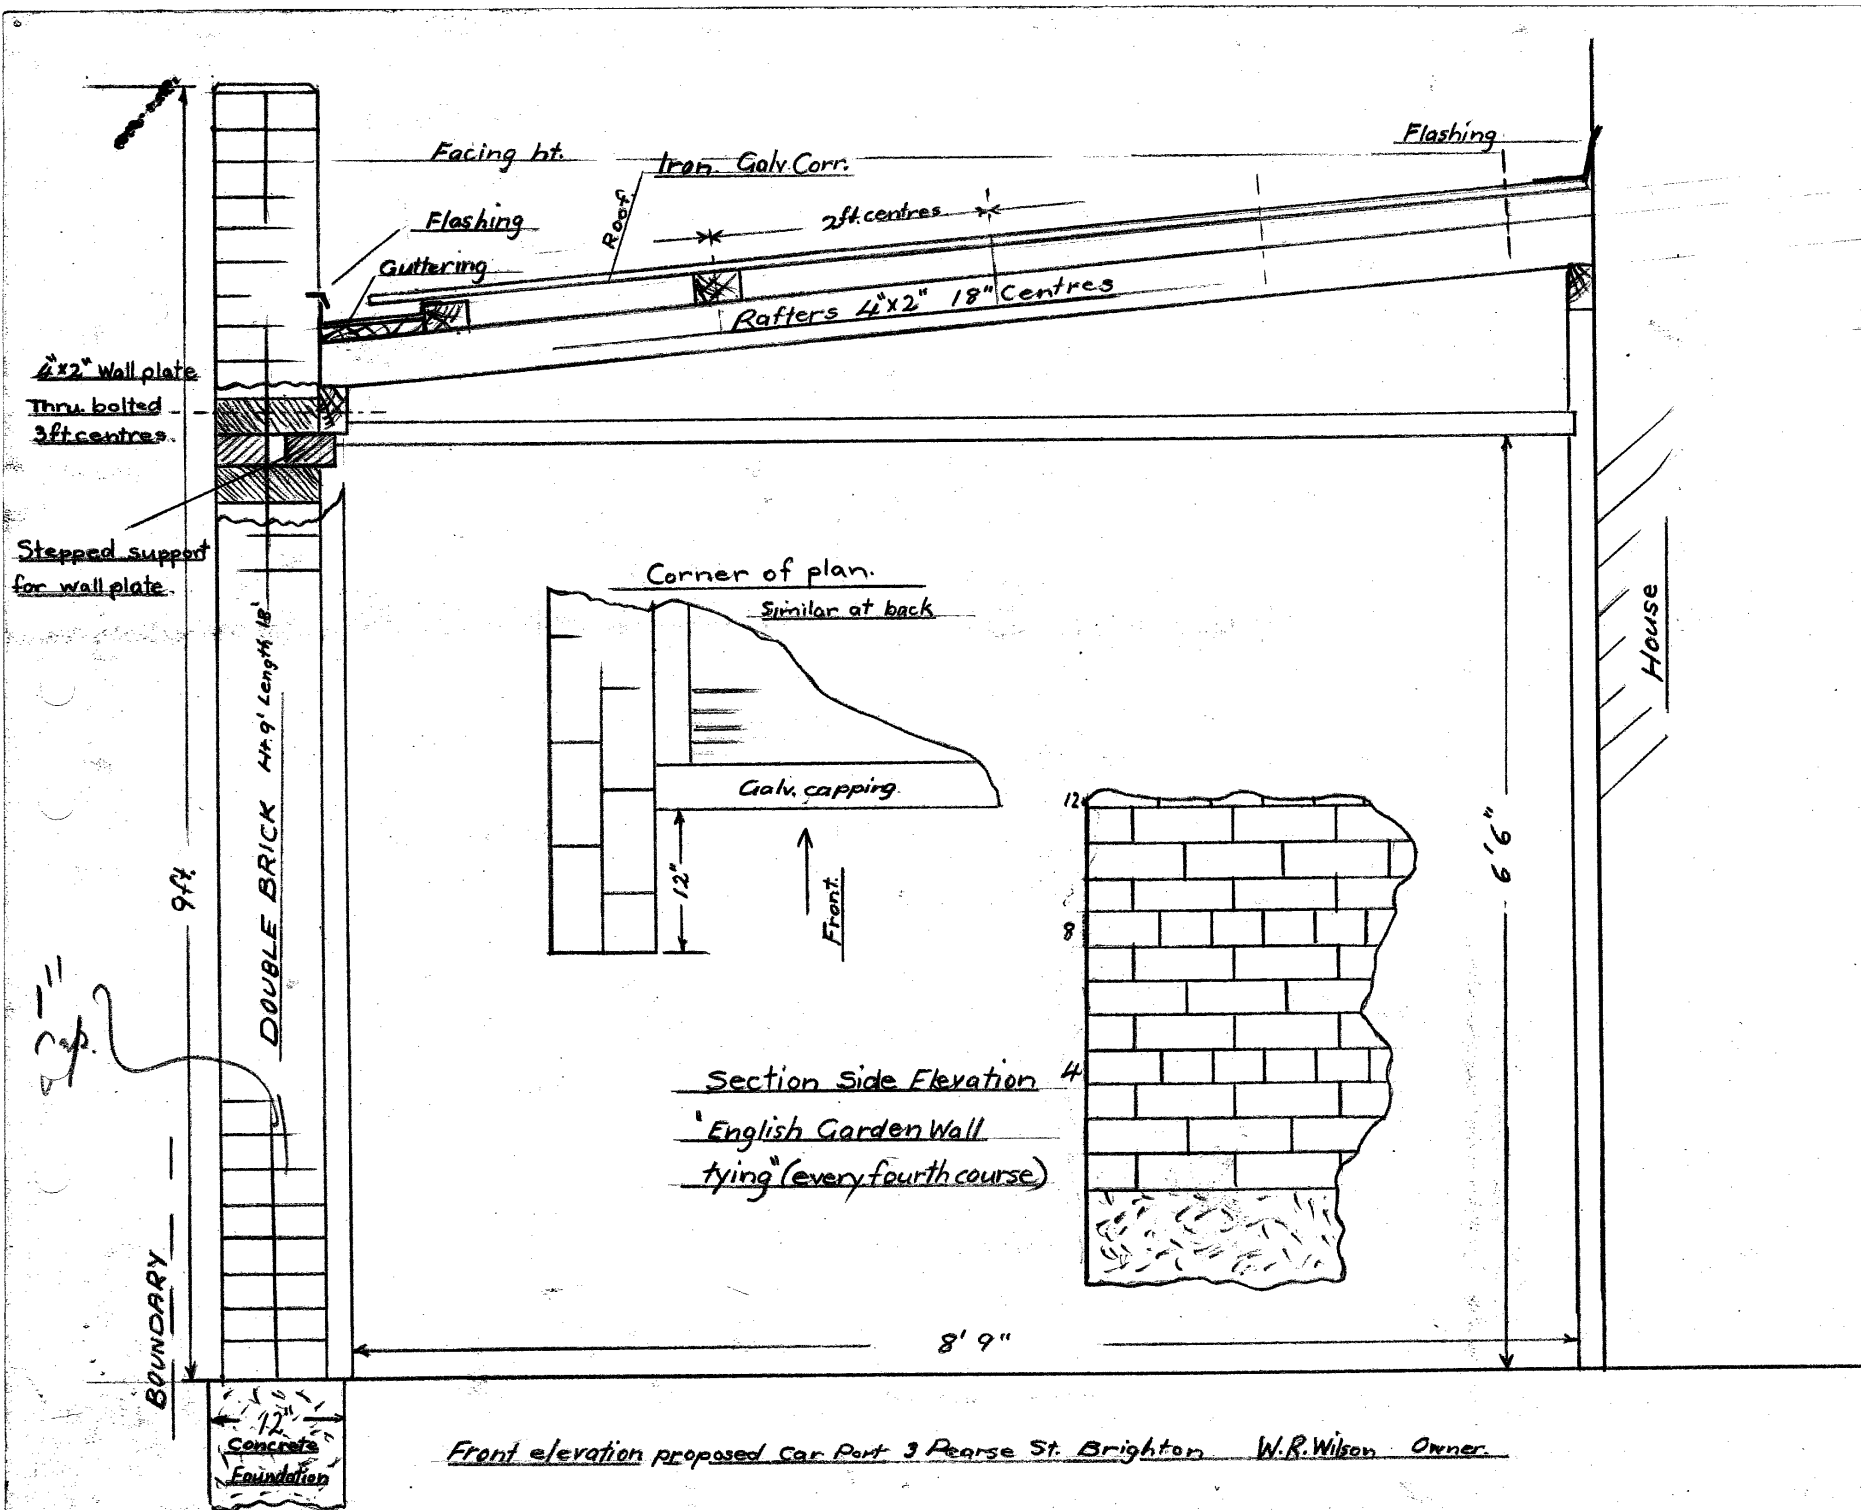 Facing ht.
Iron Galv. Corr.
Flashing
Flashing
Roof
2ft. centres
Guttering
Rafters 4"x2" 18" Centres
4"x2" Wall plate
Thru. bolted
3ft centres.
Stepped support
for wall plate.
Corner of plan.
Similar at back
House
DOUBLE BRICK Ht. 9' Length 18'
Galv. capping.
12"
Front.
12
8
4
6'6"
9ft.
Section Side Elevation
"English Garden Wall
tying" (every fourth course)
8' 9"
BOUNDARY
12"
Concrete
Foundation
Front elevation proposed Car Port 3 Pearse St. Brighton W.R. Wilson Owner.